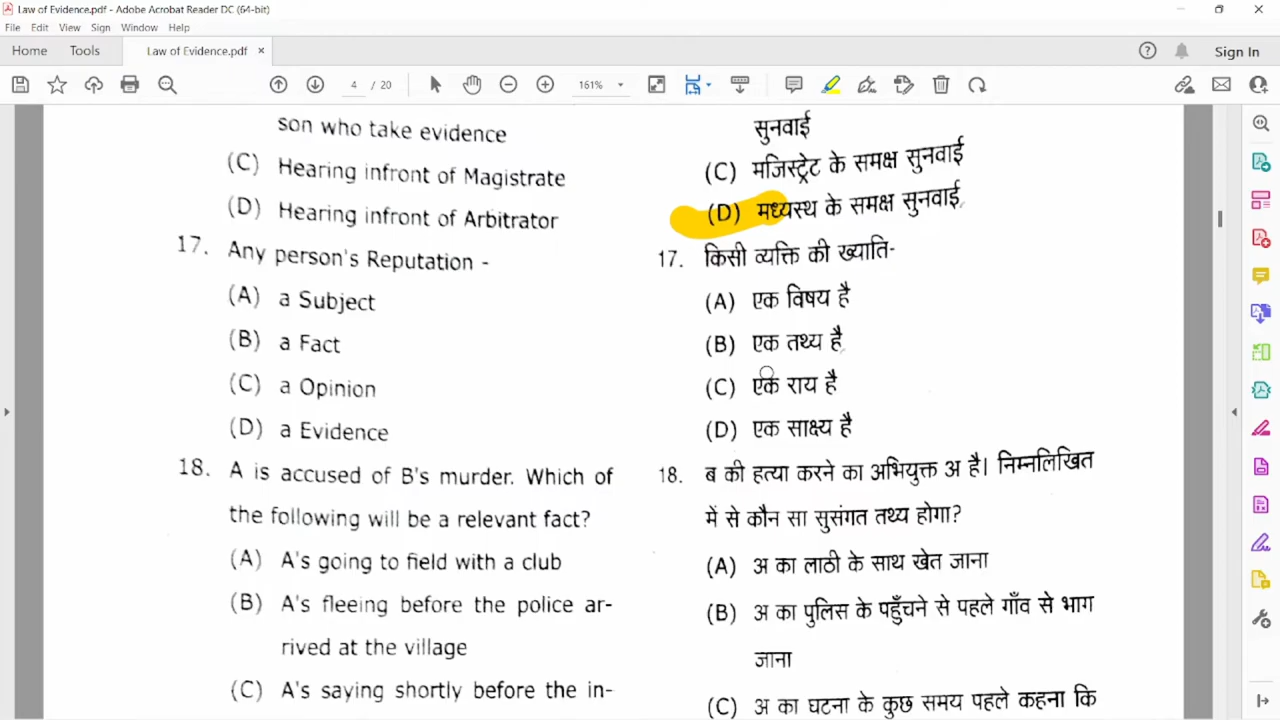 Law of Evidence.pdf - Adobe Acrobat Reader DC (64-bit)
File Edit View Sign Window Help
Home Tools Law of Evidence.pdf × Sign In
4 / 20 161%
son who take evidence
(C) Hearing infront of Magistrate
(D) Hearing infront of Arbitrator
17. Any person's Reputation -
(A) a Subject
(B) a Fact
(C) a Opinion
(D) a Evidence
18. A is accused of B's murder. Which of
the following will be a relevant fact?
(A) A's going to field with a club
(B) A's fleeing before the police ar-
rived at the village
(C) A's saying shortly before the in-
सुनवाई
(C) मजिस्ट्रेट के समक्ष सुनवाई
(D) मध्यस्थ के समक्ष सुनवाई
17. किसी व्यक्ति की ख्याति-
(A) एक विषय है
(B) एक तथ्य है
(C) एक राय है
(D) एक साक्ष्य है
18. ब की हत्या करने का अभियुक्त अ है। निम्नलिखित
में से कौन सा सुसंगत तथ्य होगा?
(A) अ का लाठी के साथ खेत जाना
(B) अ का पुलिस के पहुँचने से पहले गाँव से भाग
जाना
(C) अ का घटना के कुछ समय पहले कहना कि